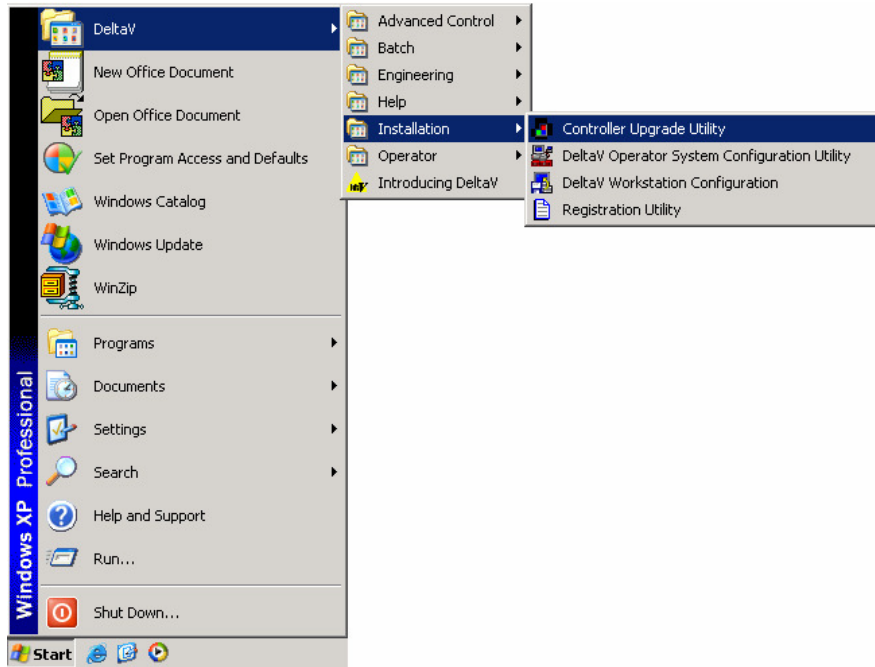 DeltaV
New Office Document
Open Office Document
Set Program Access and Defaults
Windows Catalog
Windows Update
WinZip
Programs
Documents
Settings
Search
Help and Support
Run...
Shut Down...
Windows XP Professional
Start
Advanced Control
Batch
Engineering
Help
Installation
Operator
Introducing DeltaV
Controller Upgrade Utility
DeltaV Operator System Configuration Utility
DeltaV Workstation Configuration
Registration Utility